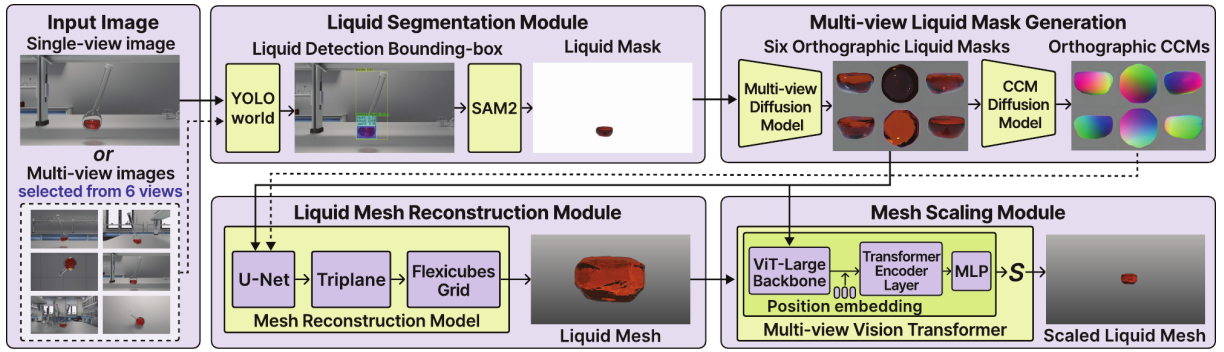 Input Image
Single-view image
or
Multi-view images
selected from 6 views
Liquid Segmentation Module
Liquid Detection Bounding-box
Liquid Mask
YOLO
world
SAM2
Multi-view Liquid Mask Generation
Six Orthographic Liquid Masks
Orthographic CCMs
Multi-view
Diffusion
Model
CCM
Diffusion
Model
Liquid Mesh Reconstruction Module
U-Net
Triplane
Flexicubes
Grid
Mesh Reconstruction Model
Liquid Mesh
Mesh Scaling Module
ViT-Large
Backbone
Transformer
Encoder
Layer
MLP
S
Position embedding
Multi-view Vision Transformer
Scaled Liquid Mesh